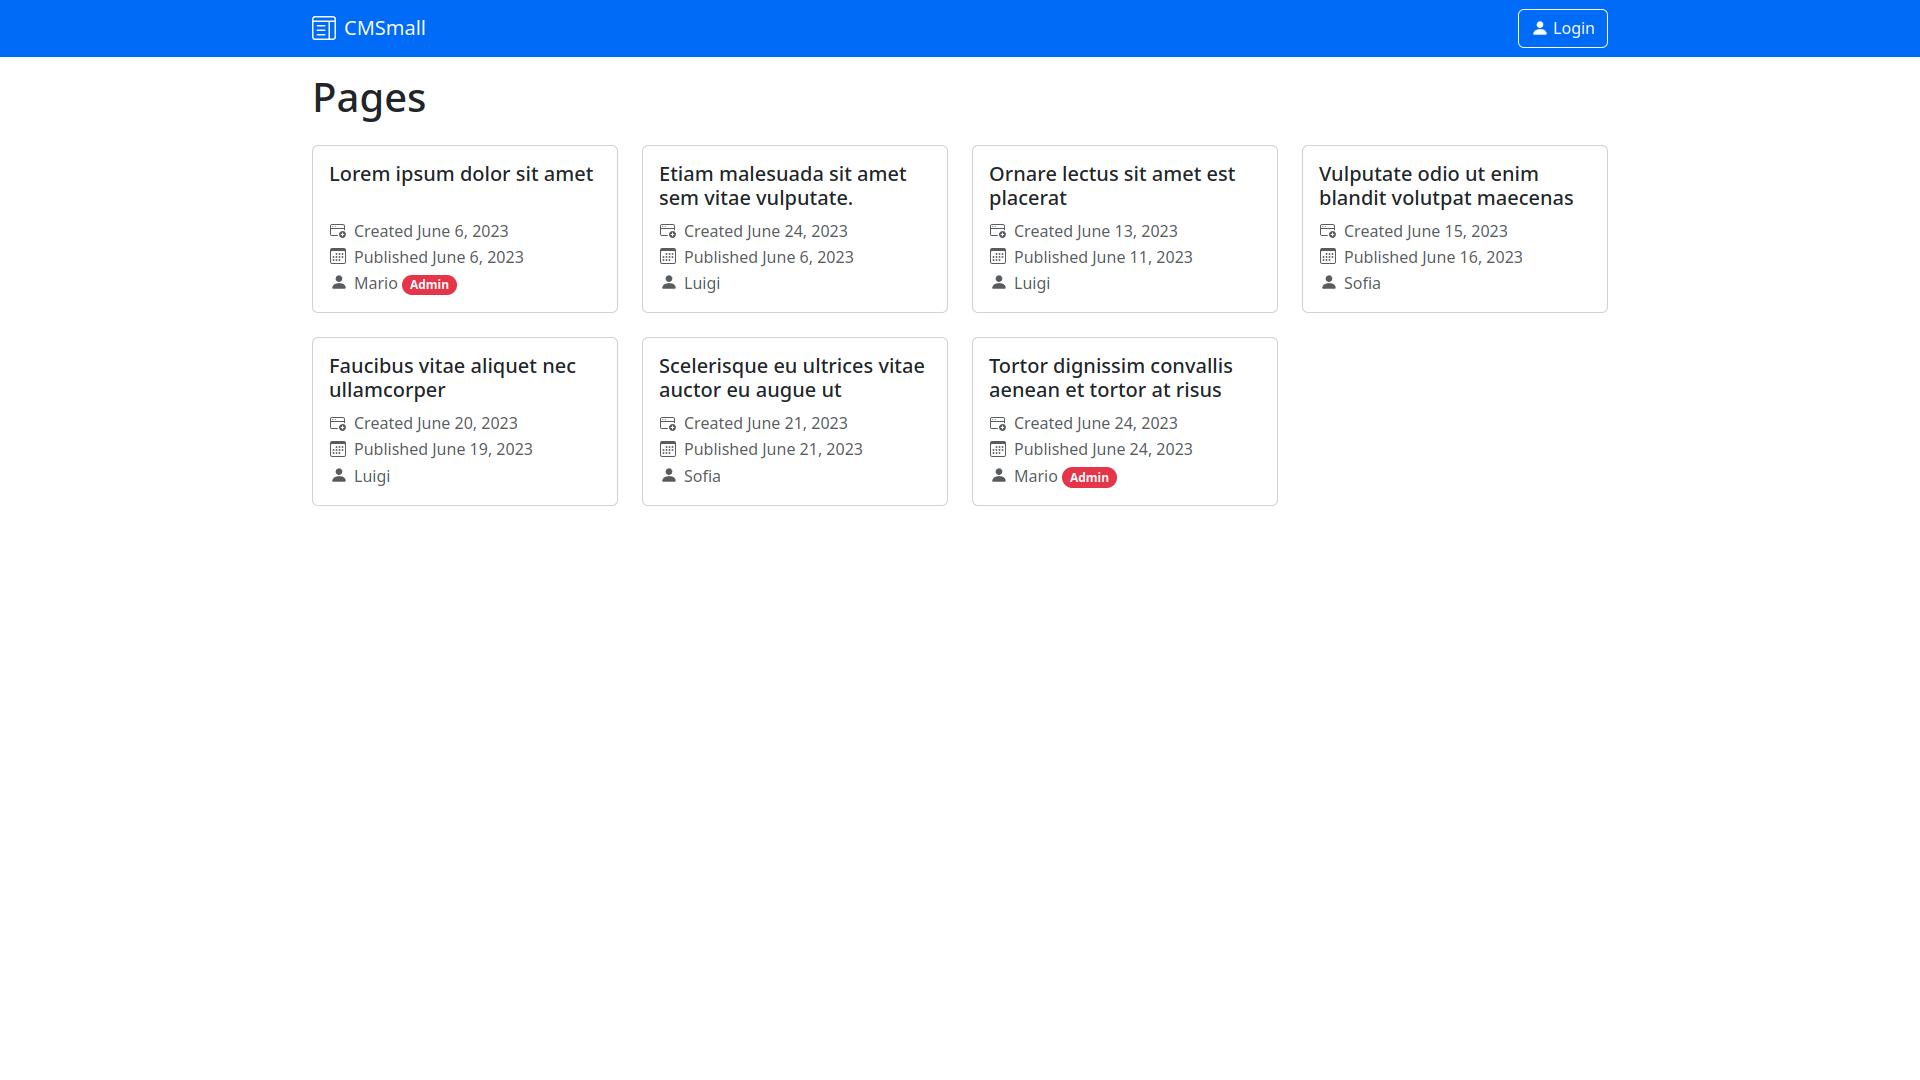 CMSmall
Login
Pages
Lorem ipsum dolor sit amet
Created June 6, 2023
Published June 6, 2023
Mario Admin
Etiam malesuada sit amet
sem vitae vulputate.
Created June 24, 2023
Published June 6, 2023
Luigi
Ornare lectus sit amet est
placerat
Created June 13, 2023
Published June 11, 2023
Luigi
Vulputate odio ut enim
blandit volutpat maecenas
Created June 15, 2023
Published June 16, 2023
Sofia
Faucibus vitae aliquet nec
ullamcorper
Created June 20, 2023
Published June 19, 2023
Luigi
Scelerisque eu ultrices vitae
auctor eu augue ut
Created June 21, 2023
Published June 21, 2023
Sofia
Tortor dignissim convallis
aenean et tortor at risus
Created June 24, 2023
Published June 24, 2023
Mario Admin